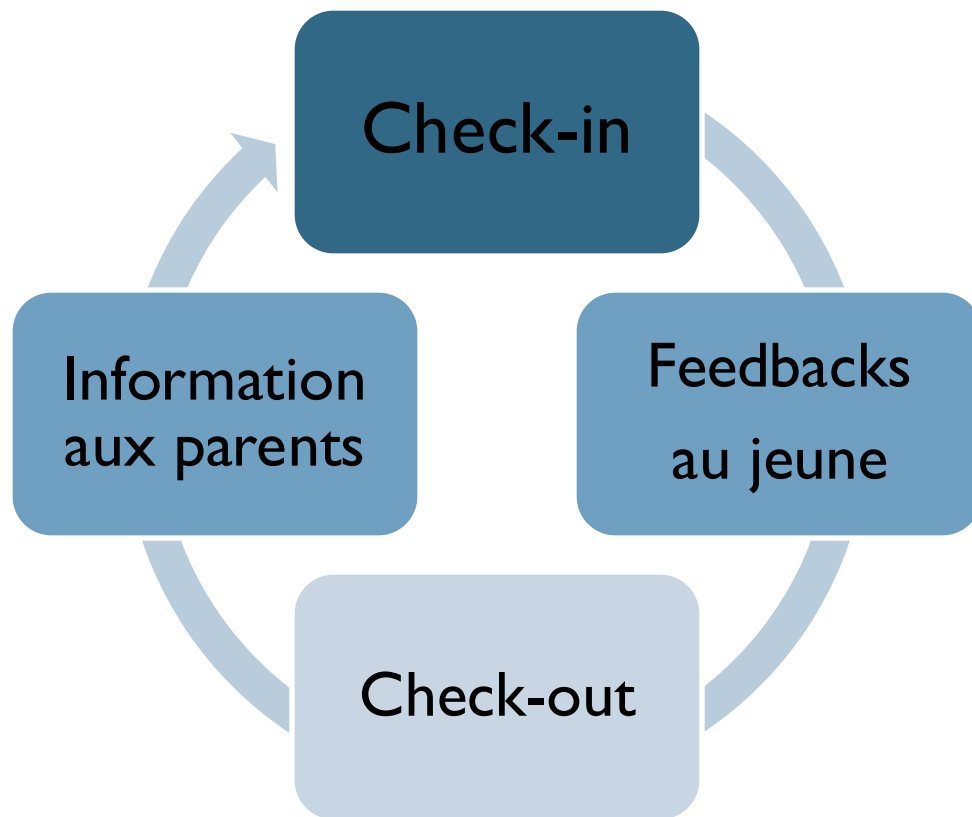 Check-in
Information
aux parents
Feedbacks
au jeune
Check-out